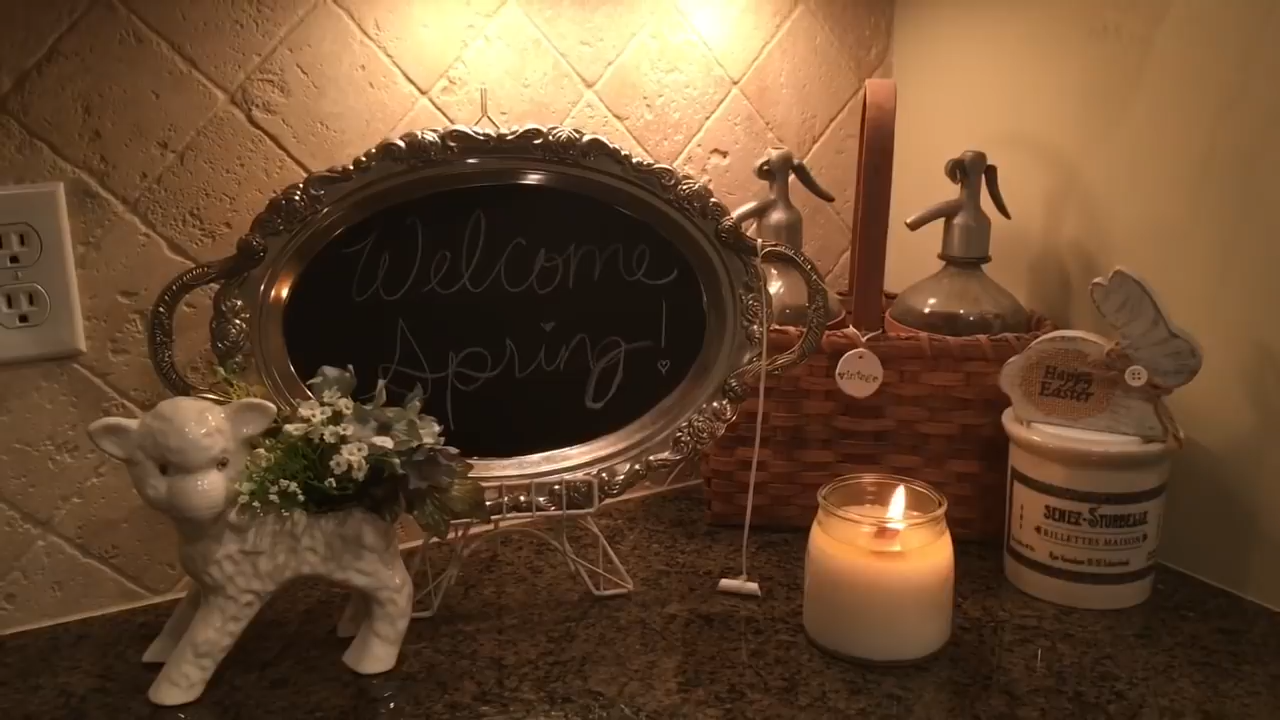 Welcome
Spring!
vintage
Happy
Easter
SENEZ-STURBELLE
RILLETTES MAISON